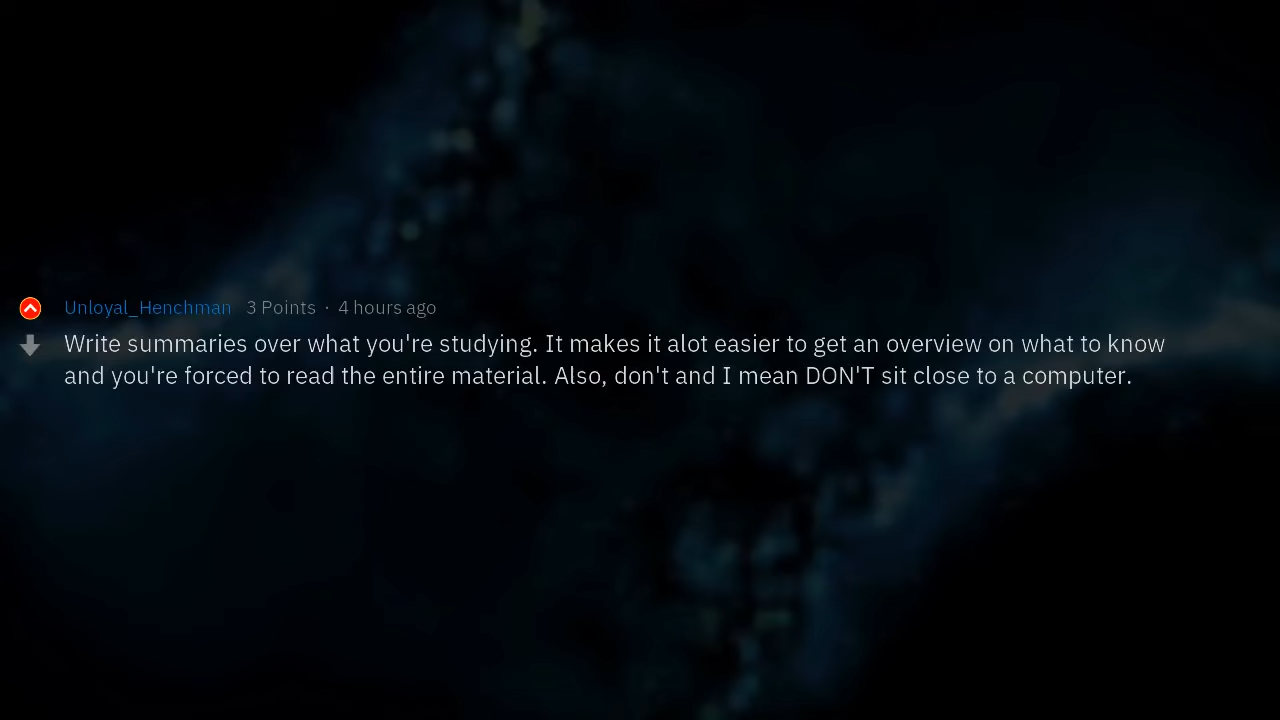 Unloyal_Henchman 3 Points · 4 hours ago
Write summaries over what you're studying. It makes it alot easier to get an overview on what to know
and you're forced to read the entire material. Also, don't and I mean DON'T sit close to a computer.